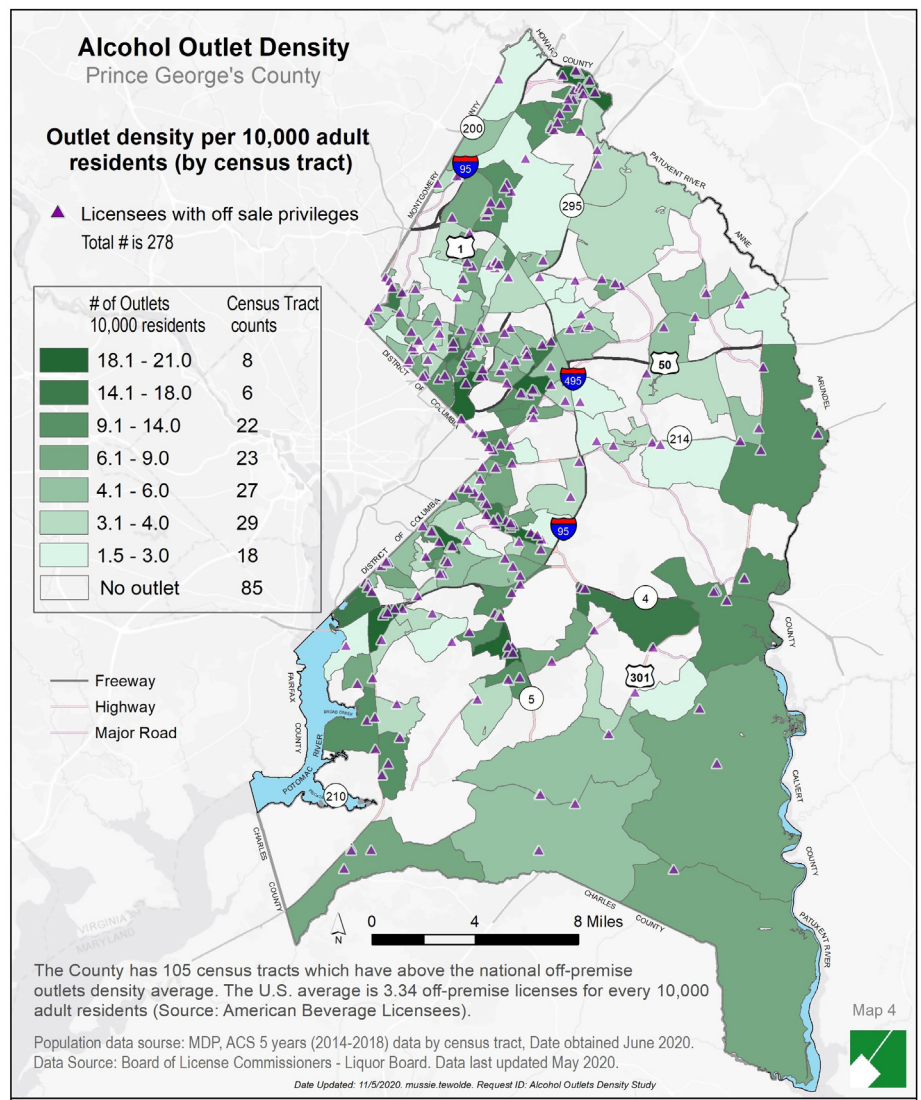 Alcohol Outlet Density
Prince George's County
Outlet density per 10,000 adult
residents (by census tract)
Licensees with off sale privileges
Total # is 278
# of Outlets
10,000 residents
Census Tract
counts
18.1 - 21.0 8
14.1 - 18.0 6
9.1 - 14.0 22
6.1 - 9.0 23
4.1 - 6.0 27
3.1 - 4.0 29
1.5 - 3.0 18
No outlet 85
Freeway
Highway
Major Road
HOWARD
COUNTY
MONTGOMERY
200
95
295
1
PATUXENT RIVER
ANNE
ARUNDEL
50
495
214
DISTRICT OF COLUMBIA
DISTRICT OF COLUMBIA
95
4
COUNTY
301
5
FAIRFAX
COUNTY
BROAD CREEK
POTOMAC
RIVER
210
CALVERT
COUNTY
PATUXENT RIVER
CHARLES
COUNTY
CHARLES
COUNTY
VIRGINIA
MARYLAND
N
0 4 8 Miles
The County has 105 census tracts which have above the national off-premise
outlets density average. The U.S. average is 3.34 off-premise licenses for every 10,000
adult residents (Source: American Beverage Licensees).
Map 4
Population data sourse: MDP, ACS 5 years (2014-2018) data by census tract, Date obtained June 2020.
Data Source: Board of License Commissioners - Liquor Board. Data last updated May 2020.
Date Updated: 11/5/2020. mussie.tewolde. Request ID: Alcohol Outlets Density Study